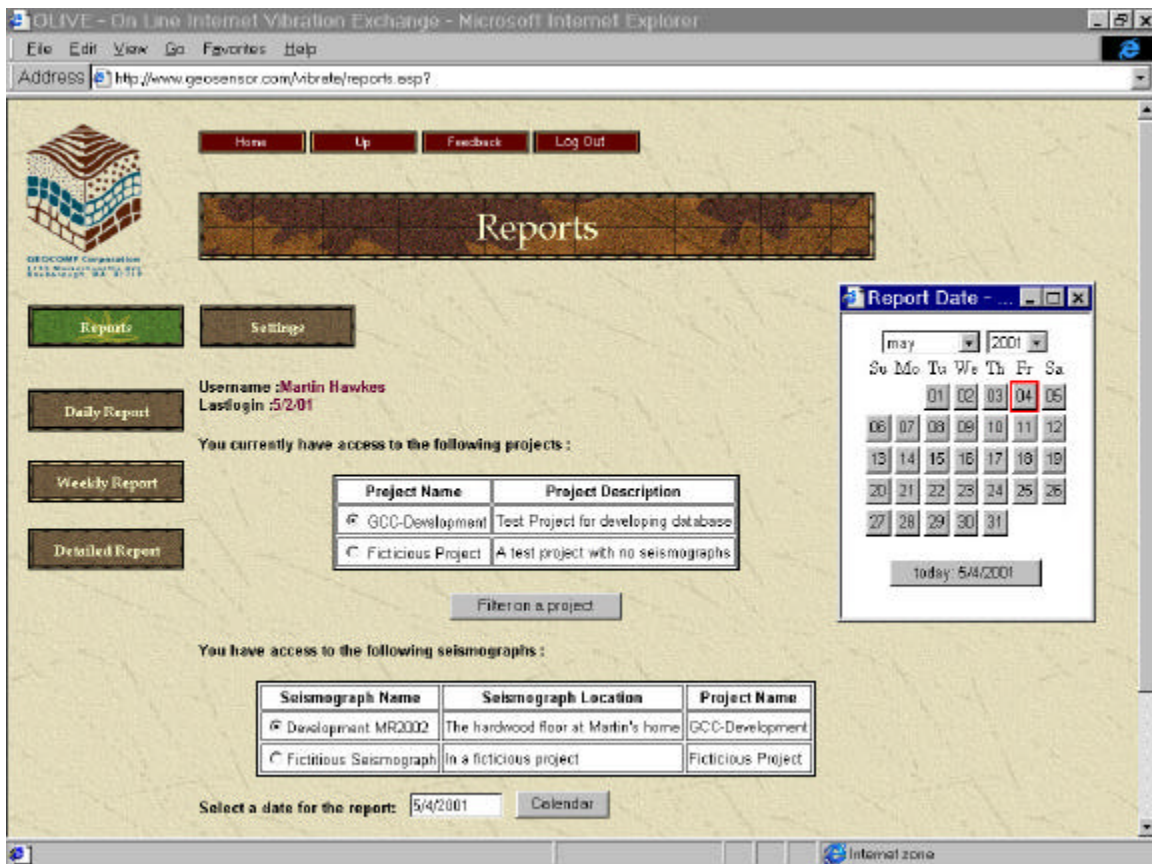 OLIVE - On Line Internet Vibration Exchange - Microsoft Internet Explorer
File Edit View Go Favorites Help
Address http://www.geosensor.com/vibrate/reports.asp?
Home Up Feedback Log Out
Reports
GEOCOMP Corporation
Reports Settings
Report Date - ...
may 2001
Su Mo Tu We Th Fr Sa
01 02 03 04 05
06 07 08 09 10 11 12
13 14 15 16 17 18 19
20 21 22 23 24 25 26
27 28 29 30 31
today: 5/4/2001
Daily Report
Weekly Report
Detailed Report
Username :Martin Hawkes
Lastlogin :5/2/01
You currently have access to the following projects :
Project Name Project Description
GCC-Development Test Project for developing database
Ficticious Project A test project with no seismographs
Filter on a project
You have access to the following seismographs :
Seismograph Name Seismograph Location Project Name
Development MR2002 The hardwood floor at Martin's home GCC-Development
Fictitious Seismograph In a ficticious project Ficticious Project
Select a date for the report: 5/4/2001 Calendar
Internet zone